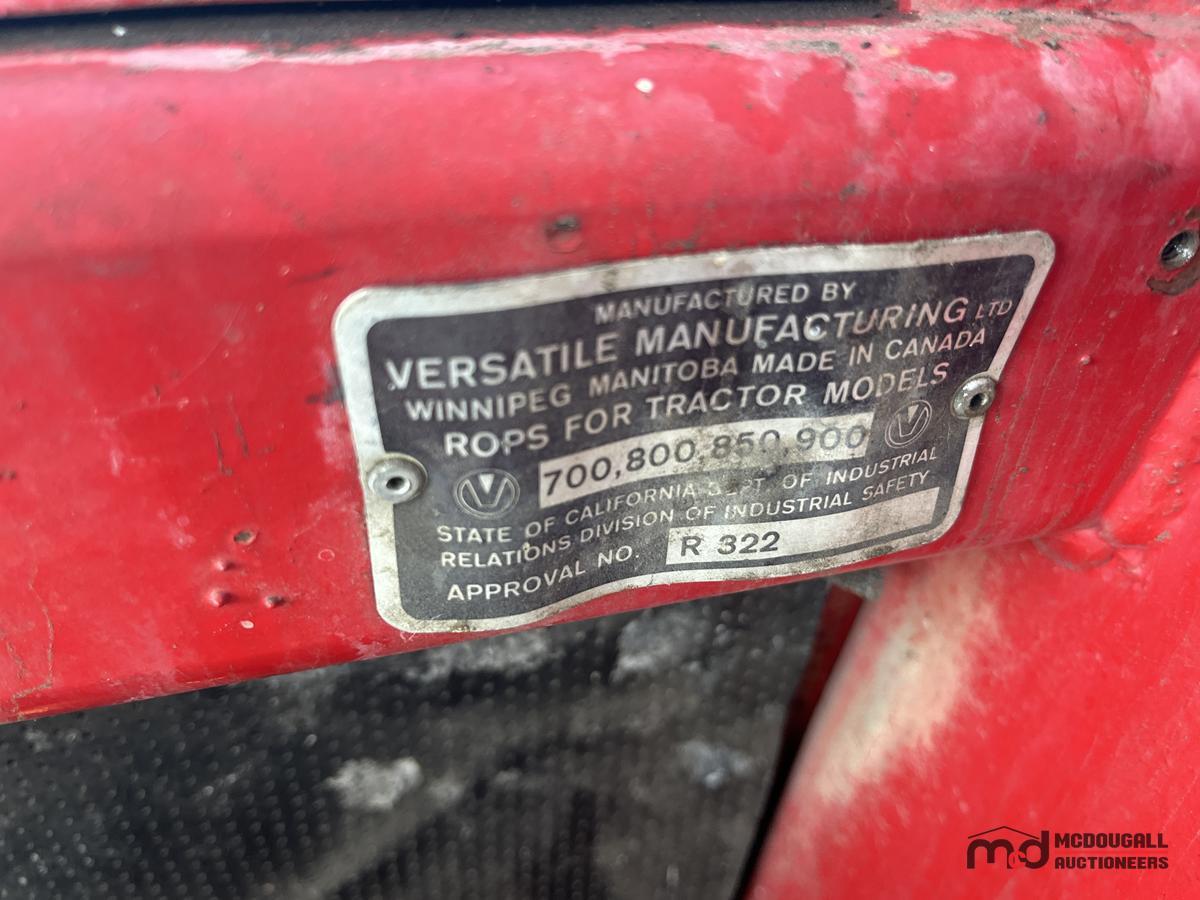 MANUFACTURED BY
VERSATILE MANUFACTURING LTD
WINNIPEG MANITOBA MADE IN CANADA
ROPS FOR TRACTOR MODELS
700,800,850,900
STATE OF CALIFORNIA DEPT. OF INDUSTRIAL
RELATIONS DIVISION OF INDUSTRIAL SAFETY
APPROVAL NO. R 322
md MCDOUGALL
AUCTIONEERS